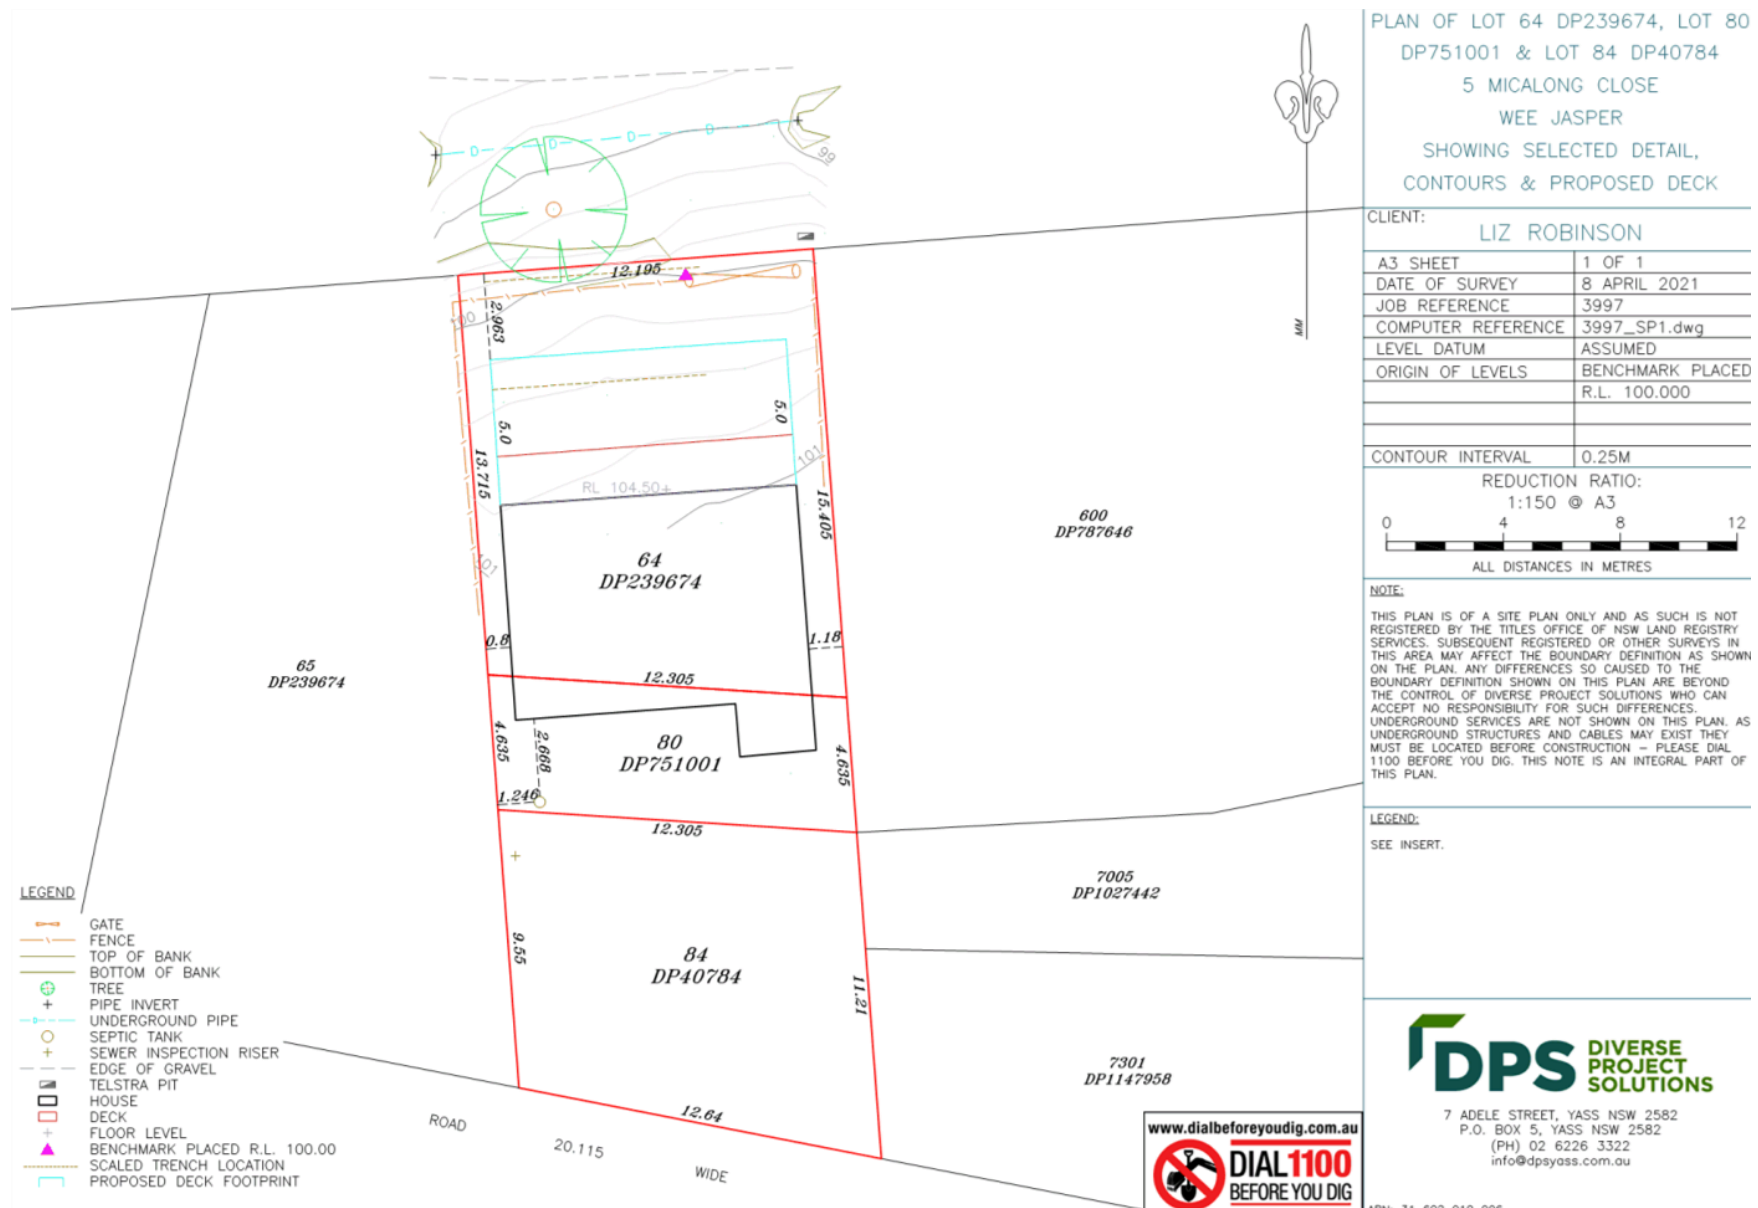 PLAN OF LOT 64 DP239674, LOT 80
DP751001 & LOT 84 DP40784
5 MICALONG CLOSE
WEE JASPER
SHOWING SELECTED DETAIL,
CONTOURS & PROPOSED DECK
CLIENT:
LIZ ROBINSON
A3 SHEET 1 OF 1
DATE OF SURVEY 8 APRIL 2021
JOB REFERENCE 3997
COMPUTER REFERENCE 3997_SP1.dwg
LEVEL DATUM ASSUMED
ORIGIN OF LEVELS BENCHMARK PLACED
R.L. 100.000
CONTOUR INTERVAL 0.25M
REDUCTION RATIO:
1:150 @ A3
0 4 8 12
ALL DISTANCES IN METRES
NOTE:
THIS PLAN IS OF A SITE PLAN ONLY AND AS SUCH IS NOT
REGISTERED BY THE TITLES OFFICE OF NSW LAND REGISTRY
SERVICES. SUBSEQUENT REGISTERED OR OTHER SURVEYS IN
THIS AREA MAY AFFECT THE BOUNDARY DEFINITION AS SHOWN
ON THE PLAN. ANY DIFFERENCES SO CAUSED TO THE
BOUNDARY DEFINITION SHOWN ON THIS PLAN ARE BEYOND
THE CONTROL OF DIVERSE PROJECT SOLUTIONS WHO CAN
ACCEPT NO RESPONSIBILITY FOR SUCH DIFFERENCES.
UNDERGROUND SERVICES ARE NOT SHOWN ON THIS PLAN. AS
UNDERGROUND STRUCTURES AND CABLES MAY EXIST THEY
MUST BE LOCATED BEFORE CONSTRUCTION – PLEASE DIAL
1100 BEFORE YOU DIG. THIS NOTE IS AN INTEGRAL PART OF
THIS PLAN.
LEGEND:
SEE INSERT.
DPS
DIVERSE
PROJECT
SOLUTIONS
7 ADELE STREET, YASS NSW 2582
P.O. BOX 5, YASS NSW 2582
(PH) 02 6226 3322
info@dpsyass.com.au
D D D D
99
12.195
100
2.963
5.0
5.0
13.715
101
RL 104.50+
15.405
64
DP239674
101
0.8
1.18
12.305
4.635
2.668
80
DP751001
4.635
1.246
12.305
9.55
84
DP40784
11.21
12.64
65
DP239674
600
DP787646
7005
DP1027442
7301
DP1147958
ROAD 20.115 WIDE
LEGEND
GATE
FENCE
TOP OF BANK
BOTTOM OF BANK
TREE
PIPE INVERT
UNDERGROUND PIPE
SEPTIC TANK
SEWER INSPECTION RISER
EDGE OF GRAVEL
TELSTRA PIT
HOUSE
DECK
FLOOR LEVEL
BENCHMARK PLACED R.L. 100.00
SCALED TRENCH LOCATION
PROPOSED DECK FOOTPRINT
www.dialbeforeyoudig.com.au
DIAL1100
BEFORE YOU DIG